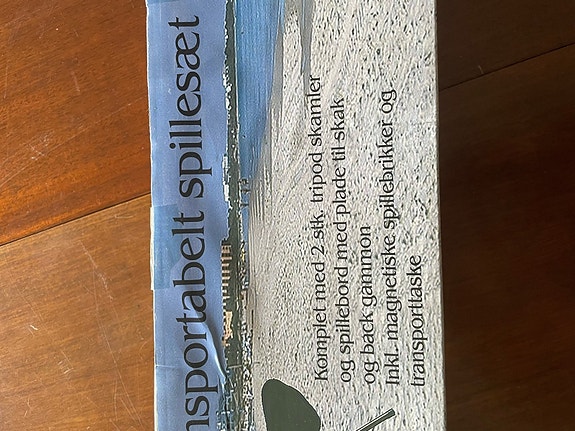 nsportabelt spillesæt
Komplet med 2 stk. tripod skamler
og spillebord med plade til skak
og back gammon
Inkl. magnetiske spillebrikker og
transporttaske